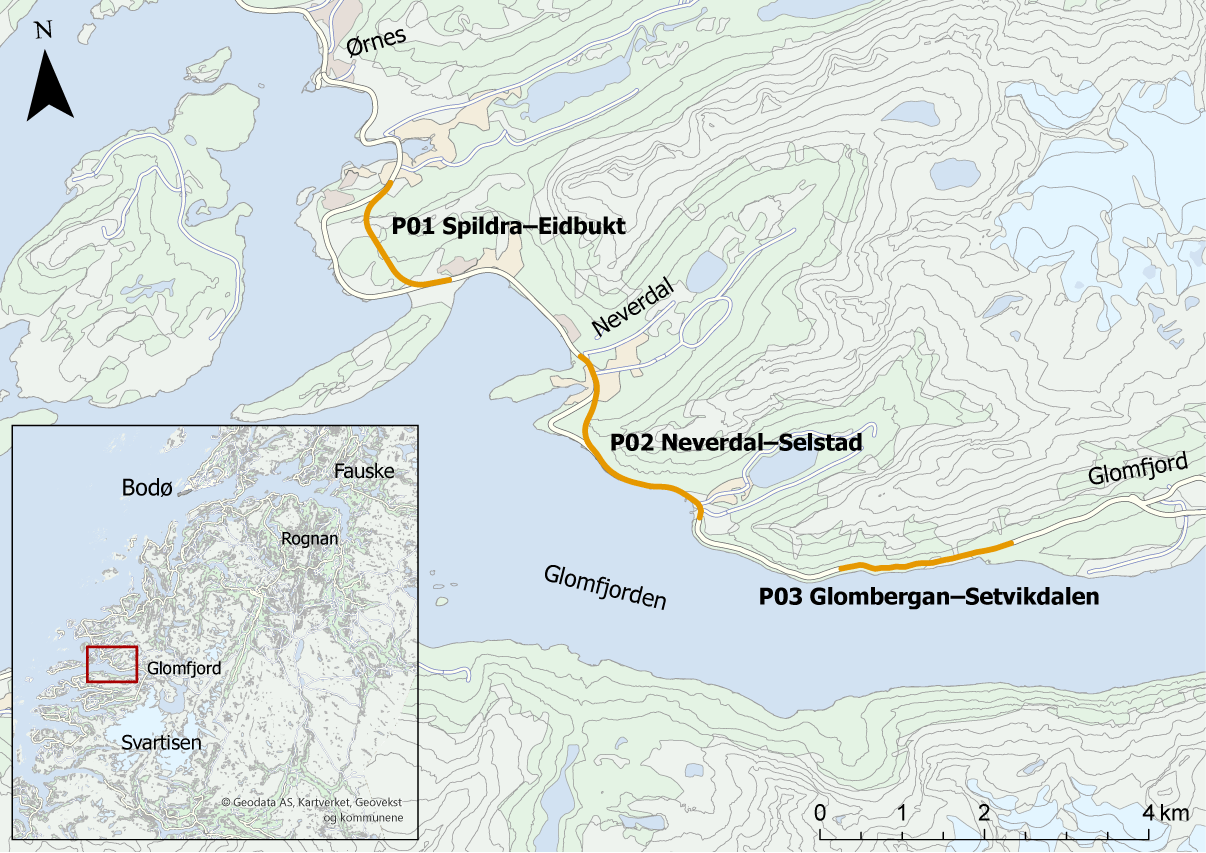 N
Ørnes
P01 Spildra–Eidbukt
Neverdal
P02 Neverdal–Selstad
Glomfjord
Glomfjorden
P03 Glombergan–Setvikdalen
Fauske
Bodø
Rognan
Glomfjord
Svartisen
© Geodata AS, Kartverket, Geovekst
og kommunene
0 1 2 4 km